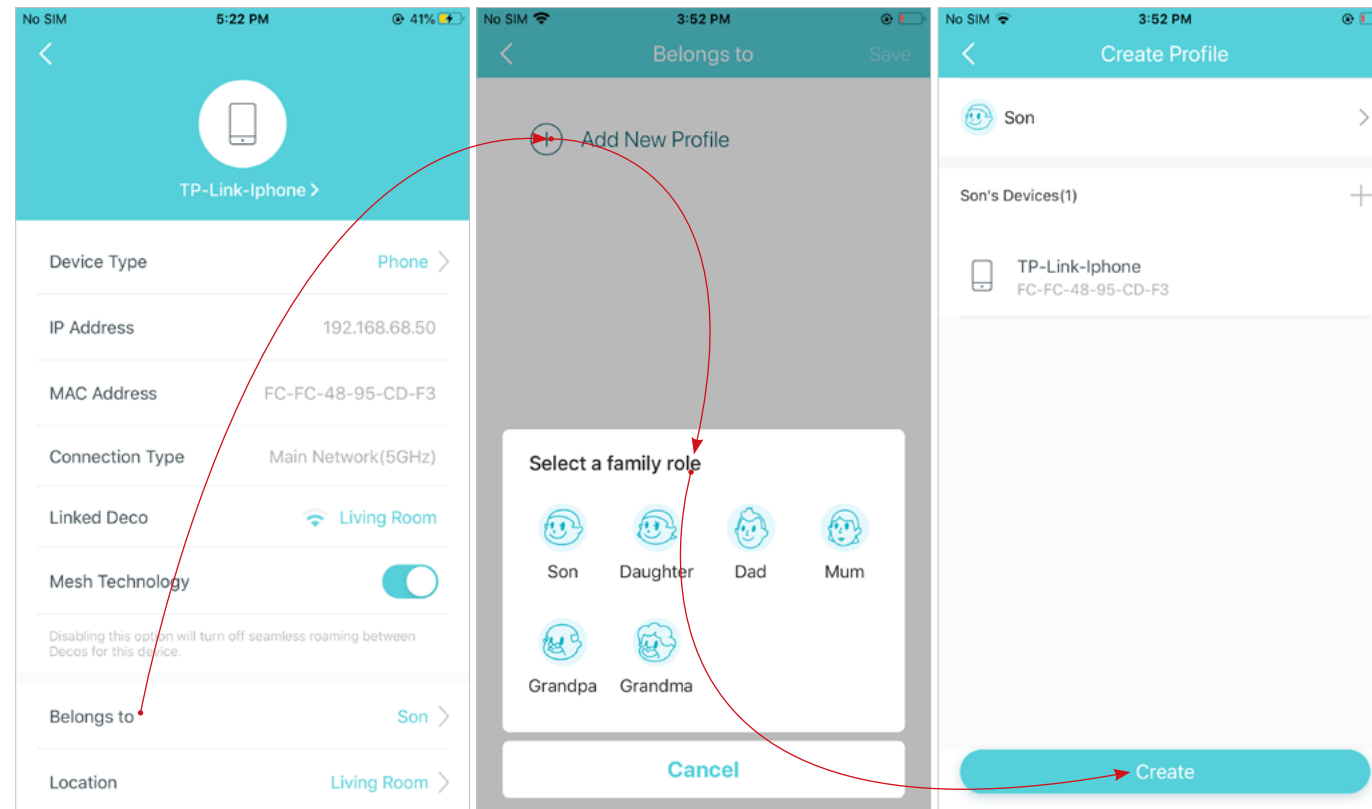 No SIM 5:22 PM 41%
TP-Link-Iphone >
Device Type Phone >
IP Address 192.168.68.50
MAC Address FC-FC-48-95-CD-F3
Connection Type Main Network(5GHz)
Linked Deco Living Room
Mesh Technology
Disabling this option will turn off seamless roaming between
Decos for this device.
Belongs to Son >
Location Living Room >
No SIM 3:52 PM
Belongs to Save
Add New Profile
Select a family role
Son Daughter Dad Mum
Grandpa Grandma
Cancel
No SIM 3:52 PM
Create Profile
Son >
Son's Devices(1) +
TP-Link-Iphone
FC-FC-48-95-CD-F3
Create